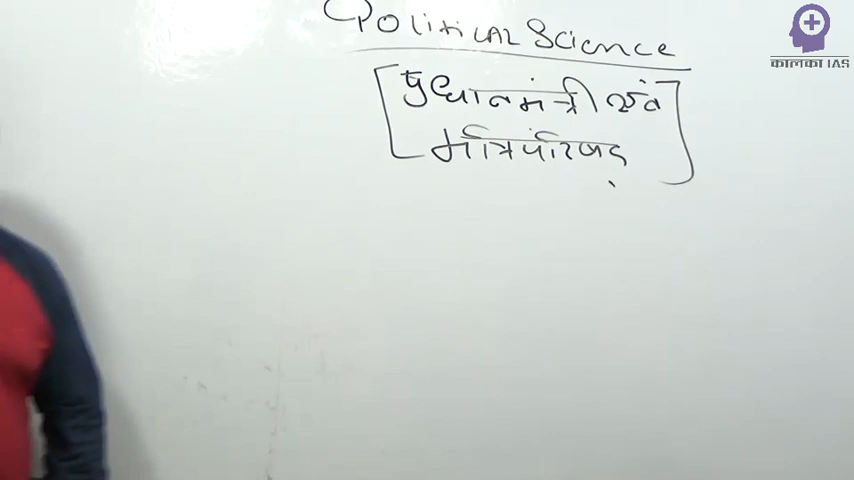 Political Science
प्रधानमंत्री एवं
मंत्रिपरिषद्
कालका IAS